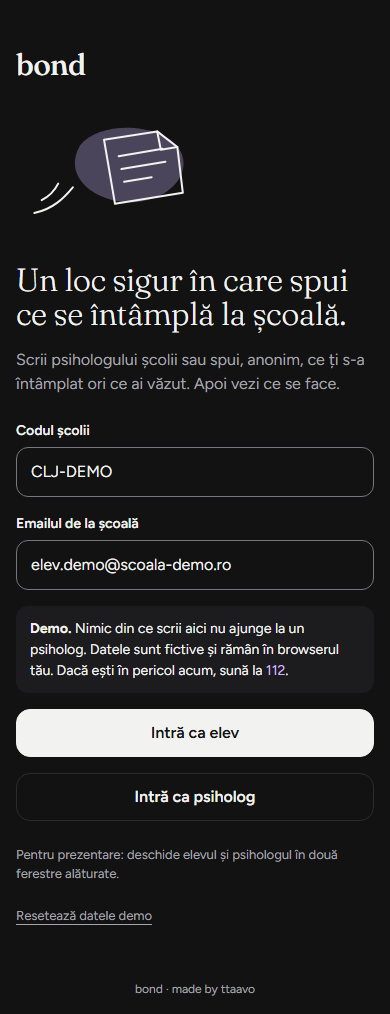 bond
Un loc sigur în care spui
ce se întâmplă la școală.
Scrii psihologului școlii sau spui, anonim, ce ți s-a
întâmplat ori ce ai văzut. Apoi vezi ce se face.
Codul școlii
CLJ-DEMO
Emailul de la școală
elev.demo@scoala-demo.ro
Demo. Nimic din ce scrii aici nu ajunge la un
psiholog. Datele sunt fictive și rămân în browserul
tău. Dacă ești în pericol acum, sună la 112.
Intră ca elev
Intră ca psiholog
Pentru prezentare: deschide elevul și psihologul în două
ferestre alăturate.
Resetează datele demo
bond · made by ttaavo